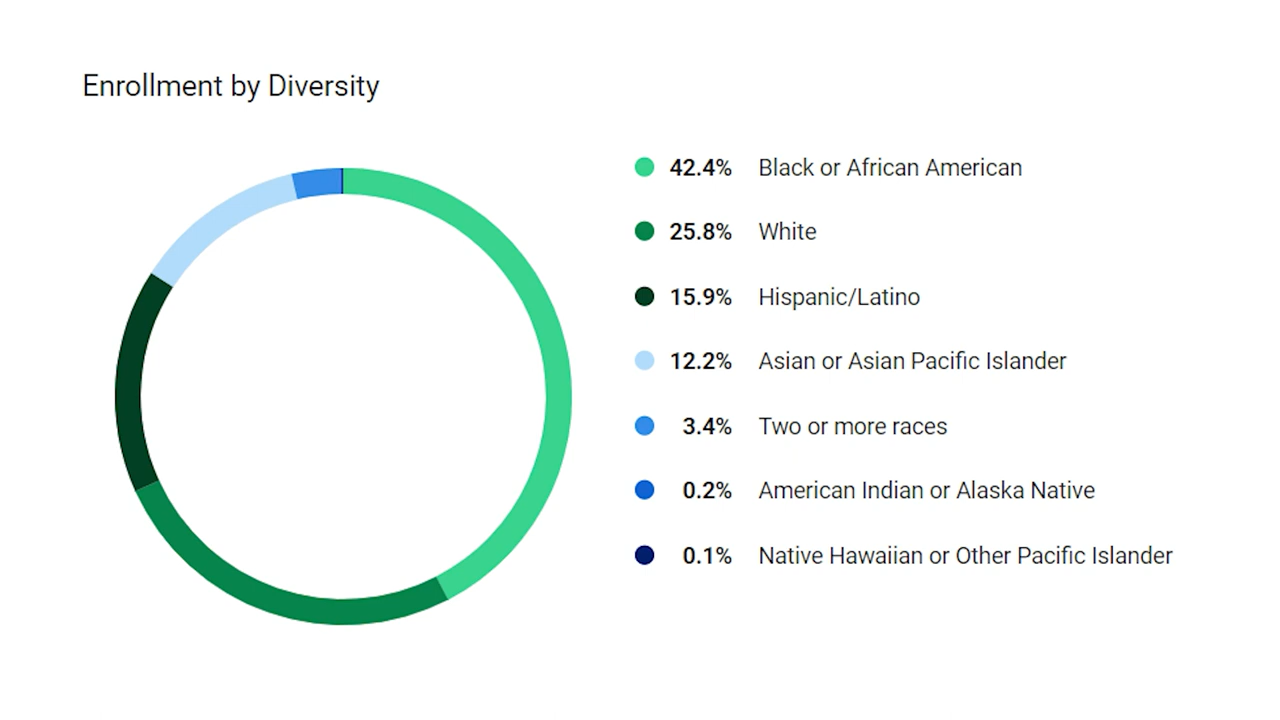 Enrollment by Diversity
42.4% Black or African American
25.8% White
15.9% Hispanic/Latino
12.2% Asian or Asian Pacific Islander
3.4% Two or more races
0.2% American Indian or Alaska Native
0.1% Native Hawaiian or Other Pacific Islander